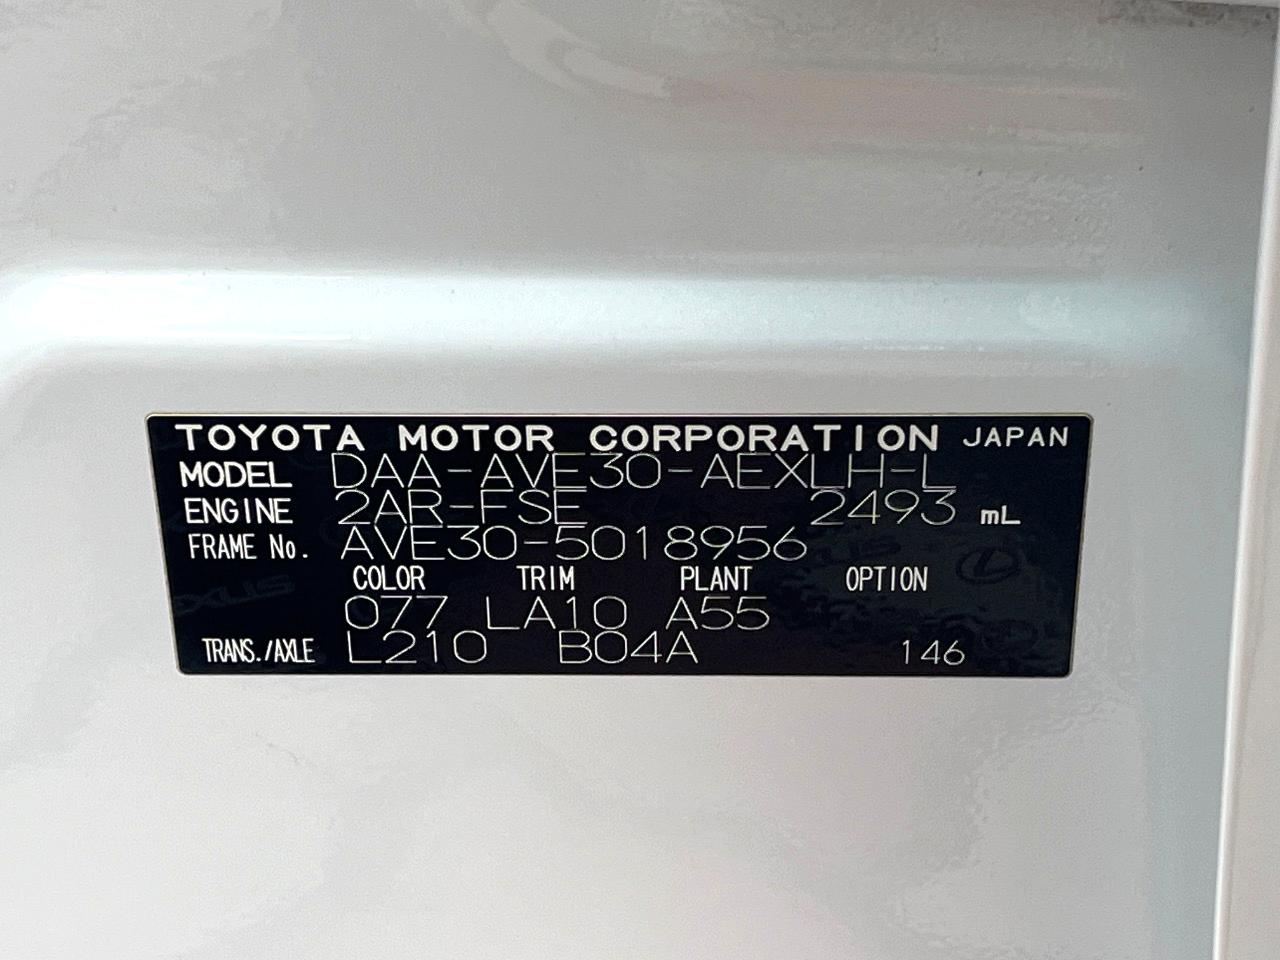 TOYOTA MOTOR CORPORATION JAPAN
MODEL DAA-AVE30-AEXLH-L
ENGINE 2AR-FSE 2493 mL
FRAME No. AVE30-5018956
COLOR TRIM PLANT OPTION
077 LA10 A55
TRANS./AXLE L210 B04A 146
LEXUS